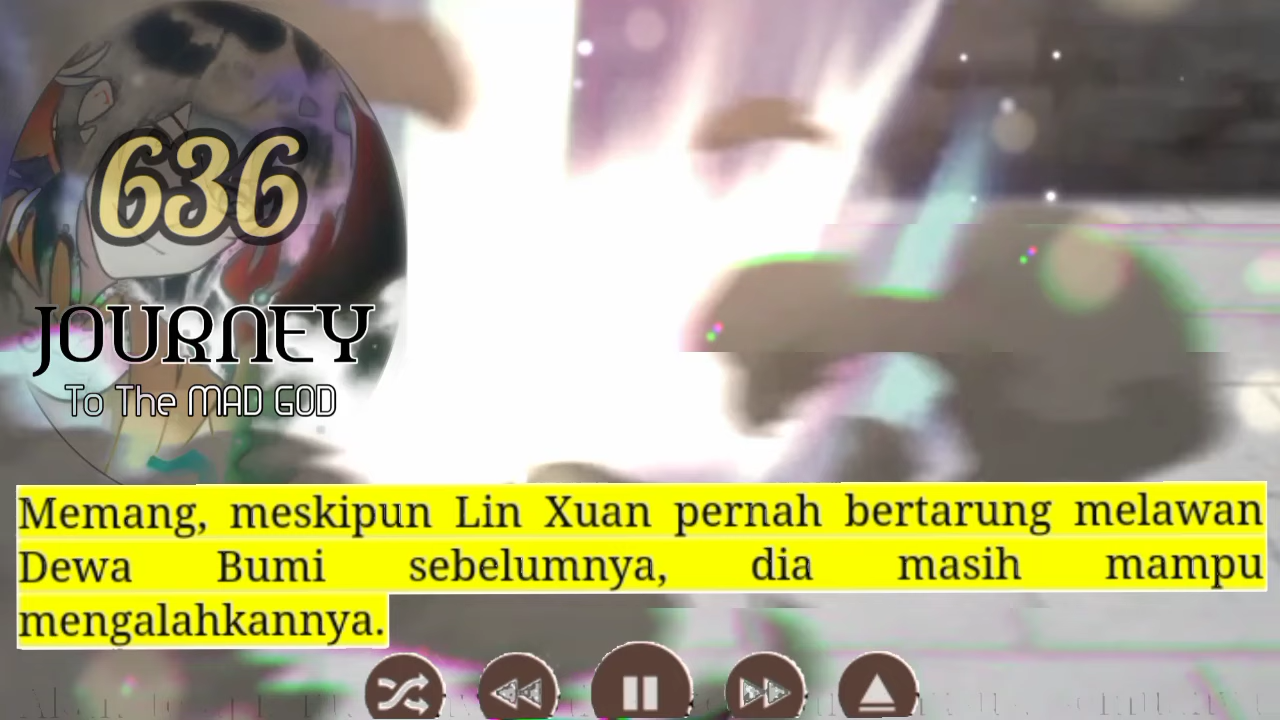 636
JOURNEY
To The MAD GOD
Memang, meskipun Lin Xuan pernah bertarung melawan
Dewa Bumi sebelumnya, dia masih mampu
mengalahkannya.